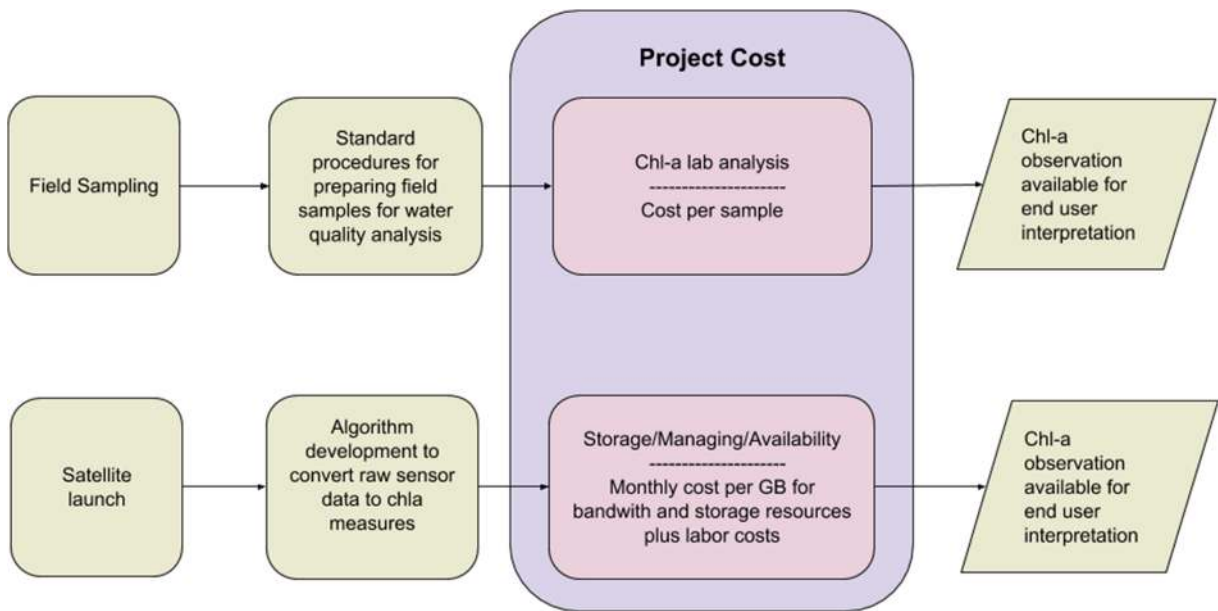 Project Cost
Field Sampling
Standard
procedures for
preparing field
samples for water
quality analysis
Chl-a lab analysis
----------------------
Cost per sample
Chl-a
observation
available for
end user
interpretation
Satellite
launch
Algorithm
development to
convert raw sensor
data to chla
measures
Storage/Managing/Availability
----------------------
Monthly cost per GB for
bandwith and storage resources
plus labor costs
Chl-a
observation
available for
end user
interpretation